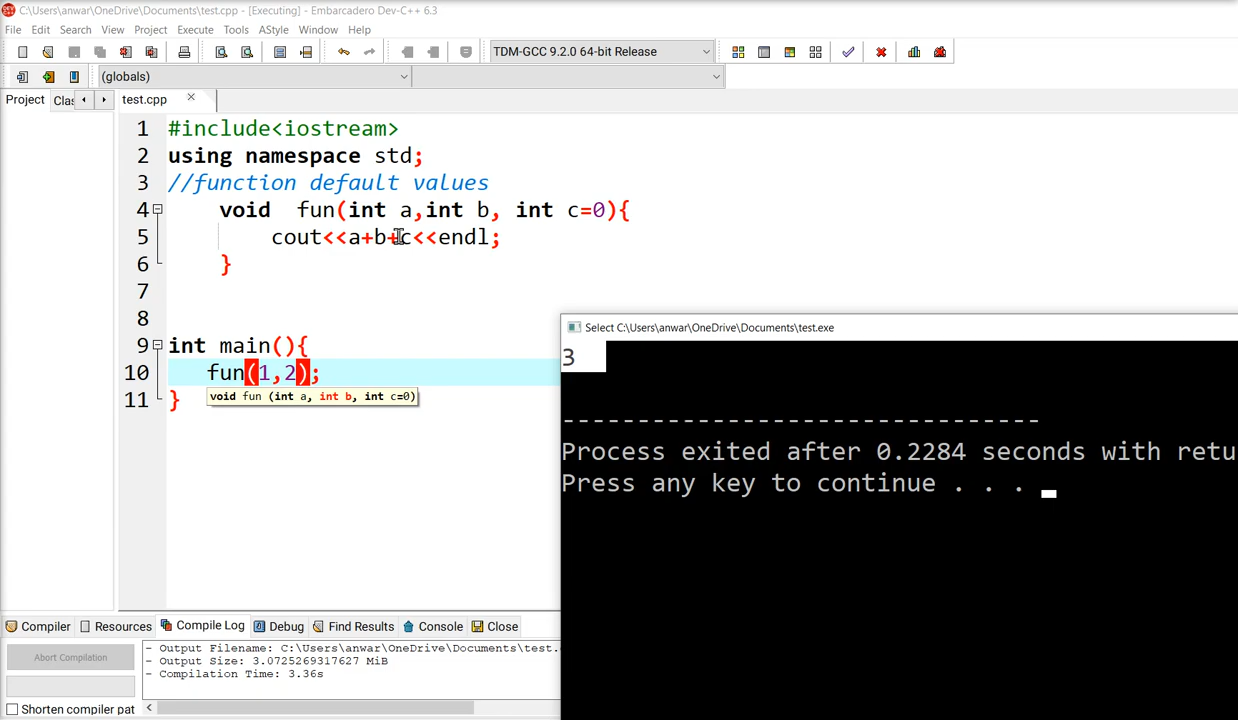 C:\Users\anwar\OneDrive\Documents\test.cpp - [Executing] - Embarcadero Dev-C++ 6.3
File Edit Search View Project Execute Tools AStyle Window Help
TDM-GCC 9.2.0 64-bit Release
(globals)
Project Clas test.cpp
1 #include<iostream>
2 using namespace std;
3 //function default values
4 void fun(int a,int b, int c=0){
5 cout<<a+b+c<<endl;
6 }
7
8
9 int main(){
10 fun(1,2);
void fun (int a, int b, int c=0)
11 }
Select C:\Users\anwar\OneDrive\Documents\test.exe
3
--------------------------------
Process exited after 0.2284 seconds with retu
Press any key to continue . . .
Compiler Resources Compile Log Debug Find Results Console Close
Abort Compilation
- Output Filename: C:\Users\anwar\OneDrive\Documents\test.
- Output Size: 3.0725269317627 MiB
- Compilation Time: 3.36s
Shorten compiler pat